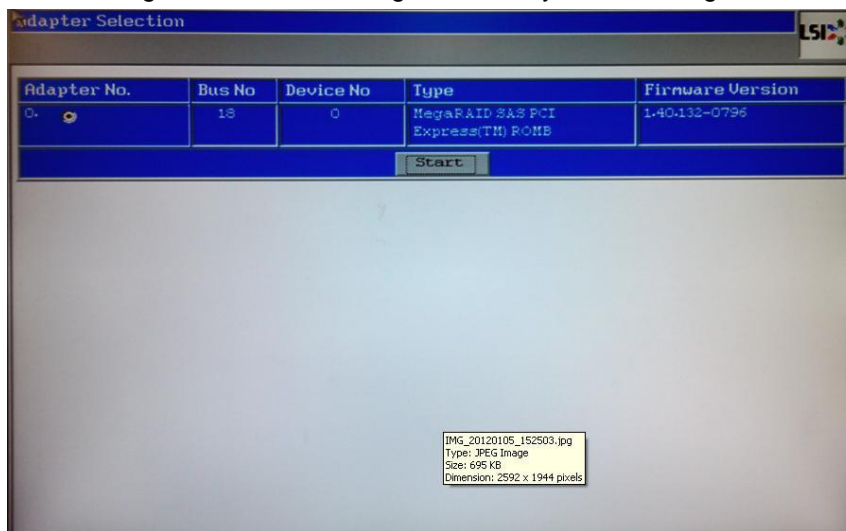 Adapter Selection
LSI
Adapter No. Bus No Device No Type Firmware Version
0. 18 0 MegaRAID SAS PCI 1.40.132-0796
Express(TM) ROMB
Start
IMG_20120105_152503.jpg
Type: JPEG Image
Size: 695 KB
Dimension: 2592 x 1944 pixels